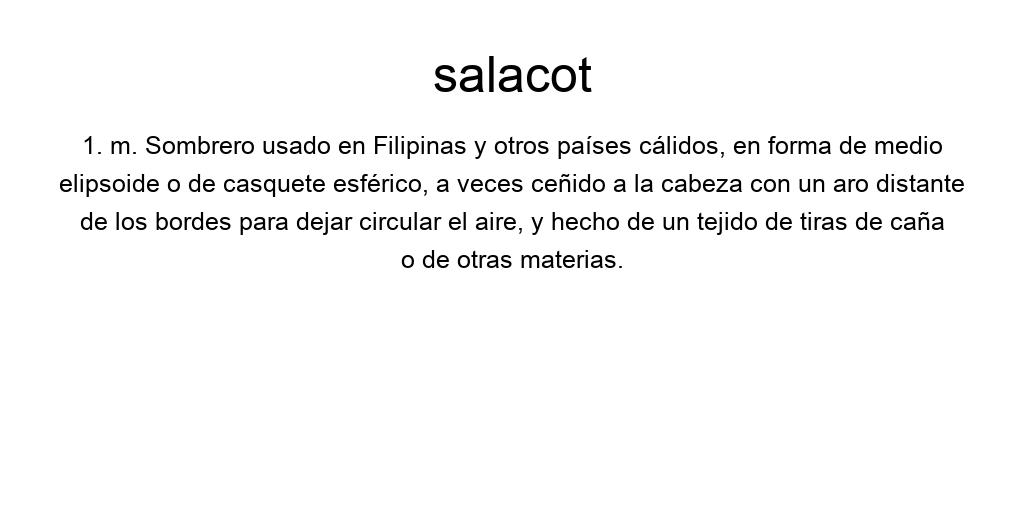 salacot
1. m. Sombrero usado en Filipinas y otros países cálidos, en forma de medio
elipsoide o de casquete esférico, a veces ceñido a la cabeza con un aro distante
de los bordes para dejar circular el aire, y hecho de un tejido de tiras de caña
o de otras materias.